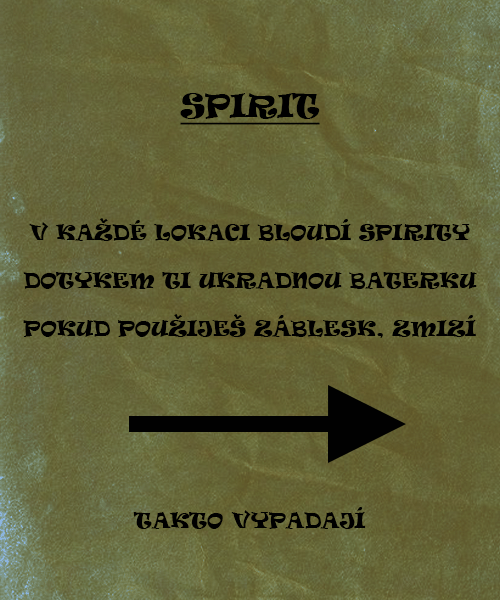 SPIRIT
V KAŽDÉ LOKACI BLOUDÍ SPIRITY
DOTYKEM TI UKRADNOU BATERKU
POKUD POUŽIJEŠ ZÁBLESK, ZMIZÍ
TAKTO VYPADAJÍ